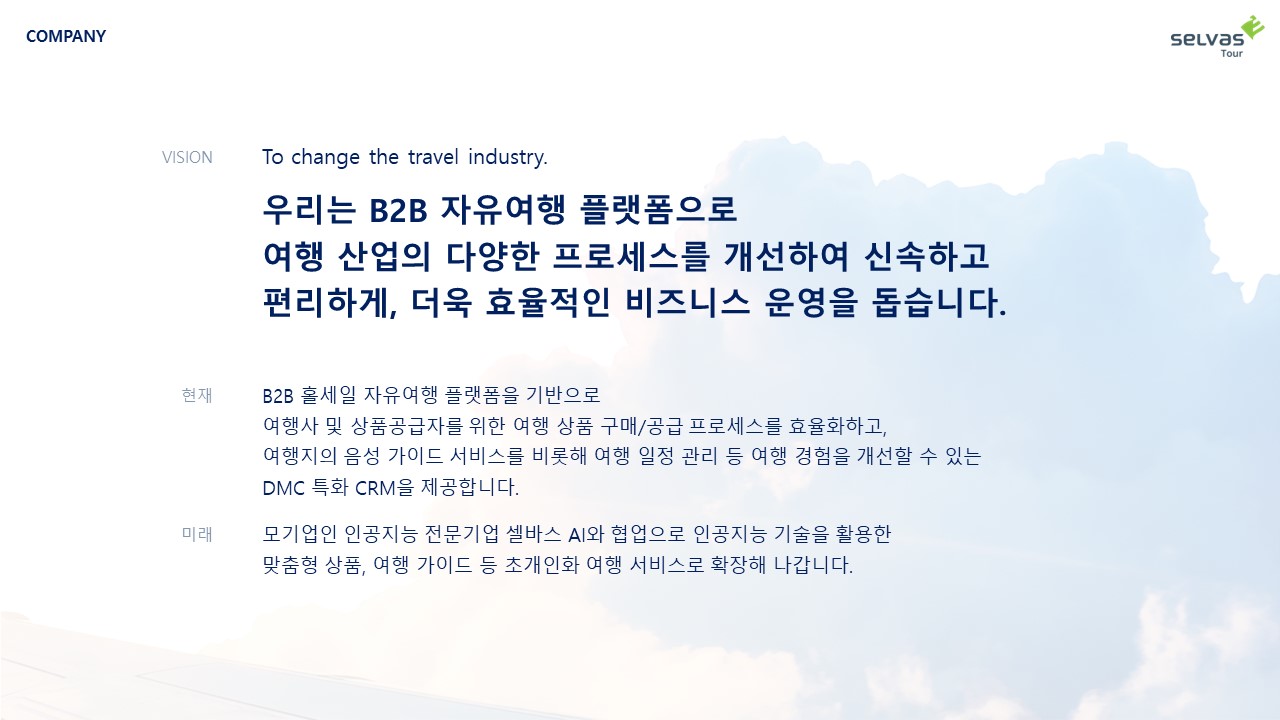 COMPANY
selvas
Tour
VISION
To change the travel industry.
우리는 B2B 자유여행 플랫폼으로
여행 산업의 다양한 프로세스를 개선하여 신속하고
편리하게, 더욱 효율적인 비즈니스 운영을 돕습니다.
현재
B2B 홀세일 자유여행 플랫폼을 기반으로
여행사 및 상품공급자를 위한 여행 상품 구매/공급 프로세스를 효율화하고,
여행지의 음성 가이드 서비스를 비롯해 여행 일정 관리 등 여행 경험을 개선할 수 있는
DMC 특화 CRM을 제공합니다.
미래
모기업인 인공지능 전문기업 셀바스 AI와 협업으로 인공지능 기술을 활용한
맞춤형 상품, 여행 가이드 등 초개인화 여행 서비스로 확장해 나갑니다.